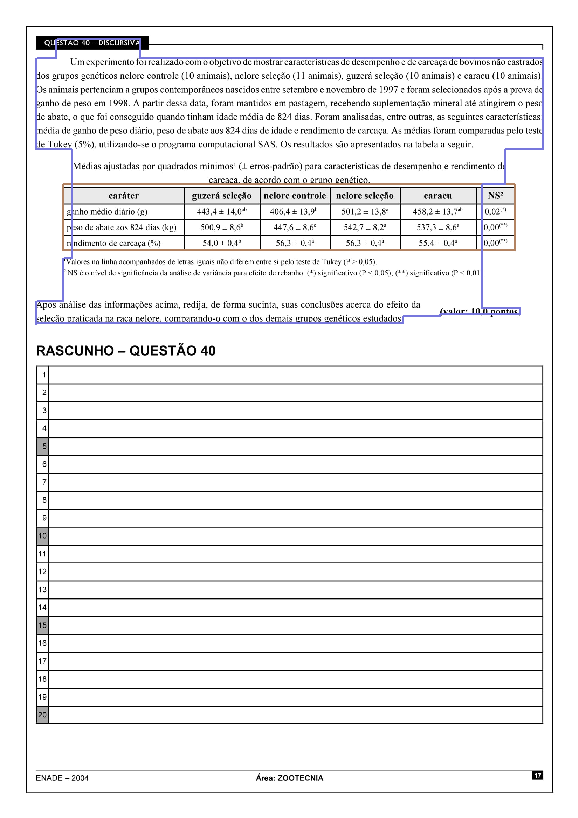 QUESTÃO 40 – DISCURSIVA
Um experimento foi realizado com o objetivo de mostrar características de desempenho e de carcaça de bovinos não castrados
dos grupos genéticos nelore controle (10 animais), nelore seleção (11 animais), guzerá seleção (10 animais) e caracu (10 animais).
Os animais pertenciam a grupos contemporâneos nascidos entre setembro e novembro de 1997 e foram selecionados após a prova de
ganho de peso em 1998. A partir dessa data, foram mantidos em pastagem, recebendo suplementação mineral até atingirem o peso
de abate, o que foi conseguido quando tinham idade média de 824 dias. Foram analisadas, entre outras, as seguintes características:
média de ganho de peso diário, peso de abate aos 824 dias de idade e rendimento de carcaça. As médias foram comparadas pelo teste
de Tukey (5%), utilizando-se o programa computacional SAS. Os resultados são apresentados na tabela a seguir.
Médias ajustadas por quadrados mínimos¹ (± erros-padrão) para características de desempenho e rendimento de
carcaça, de acordo com o grupo genético.
caráter guzerá seleção nelore controle nelore seleção caracu NS²
ganho médio diário (g) 443,4 ± 14,0 406,4 ± 13,9 501,2 ± 13,8 458,2 ± 13,7 0,02
peso de abate aos 824 dias (kg) 500,9 ± 8,6 447,6 ± 8,6 542,7 ± 8,2 537,3 ± 8,6 0,00
rendimento de carcaça (%) 54,0 ± 0,4 56,3 ± 0,4 56,3 ± 0,4 55,4 ± 0,4 0,00
Valores na linha acompanhados de letras iguais não diferem entre si pelo teste de Tukey (P > 0,05).
NS é o nível de significância da análise de variância para efeito de rebanho. (*) significativo (P < 0,05), (**) significativo (P < 0,01
Após análise das informações acima, redija, de forma sucinta, suas conclusões acerca do efeito da
seleção praticada na raça nelore, comparando-o com o dos demais grupos genéticos estudados.
(valor: 10,0 pontos)
RASCUNHO – QUESTÃO 40
1
2
3
4
5
6
7
8
9
10
11
12
13
14
15
16
17
18
19
20
ENADE – 2004 Área: ZOOTECNIA 17